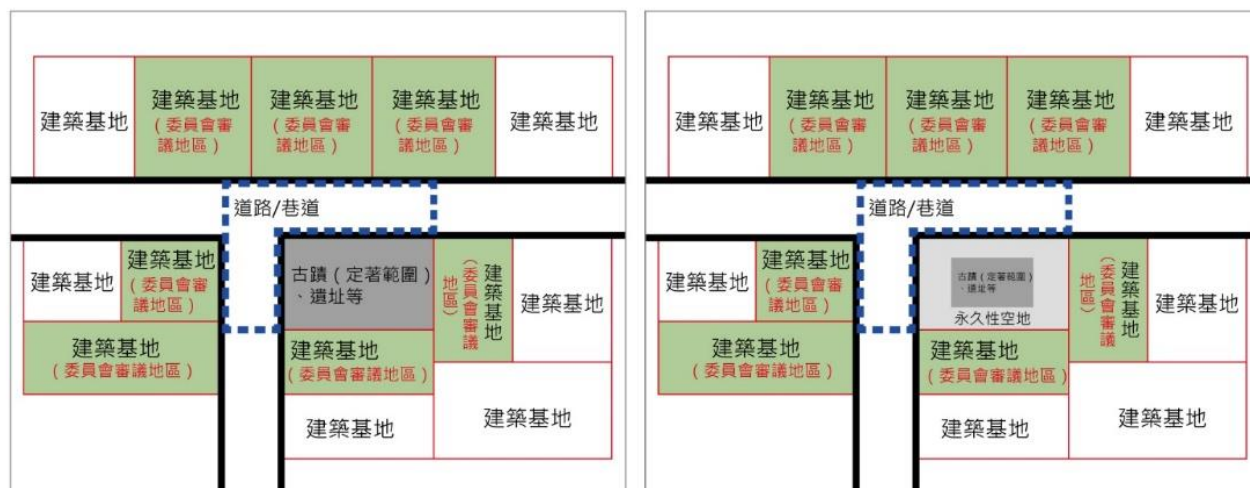 建築基地
建築基地
（委員會審
議地區）
建築基地
（委員會審
議地區）
建築基地
（委員會審
議地區）
建築基地
道路/巷道
建築基地
建築基地
（委員會審
議地區）
古蹟（定著範圍）
、遺址等
建築基地
（委員會審議
地區）
建築基地
建築基地
（委員會審議地區）
建築基地
（委員會審議地區）
建築基地
建築基地
建築基地
建築基地
（委員會審
議地區）
建築基地
（委員會審
議地區）
建築基地
（委員會審
議地區）
建築基地
道路/巷道
建築基地
建築基地
（委員會審
議地區）
古蹟（定著範圍）
、遺址等
永久性空地
建築基地
（委員會審議
地區）
建築基地
建築基地
（委員會審議地區）
建築基地
（委員會審議地區）
建築基地
建築基地